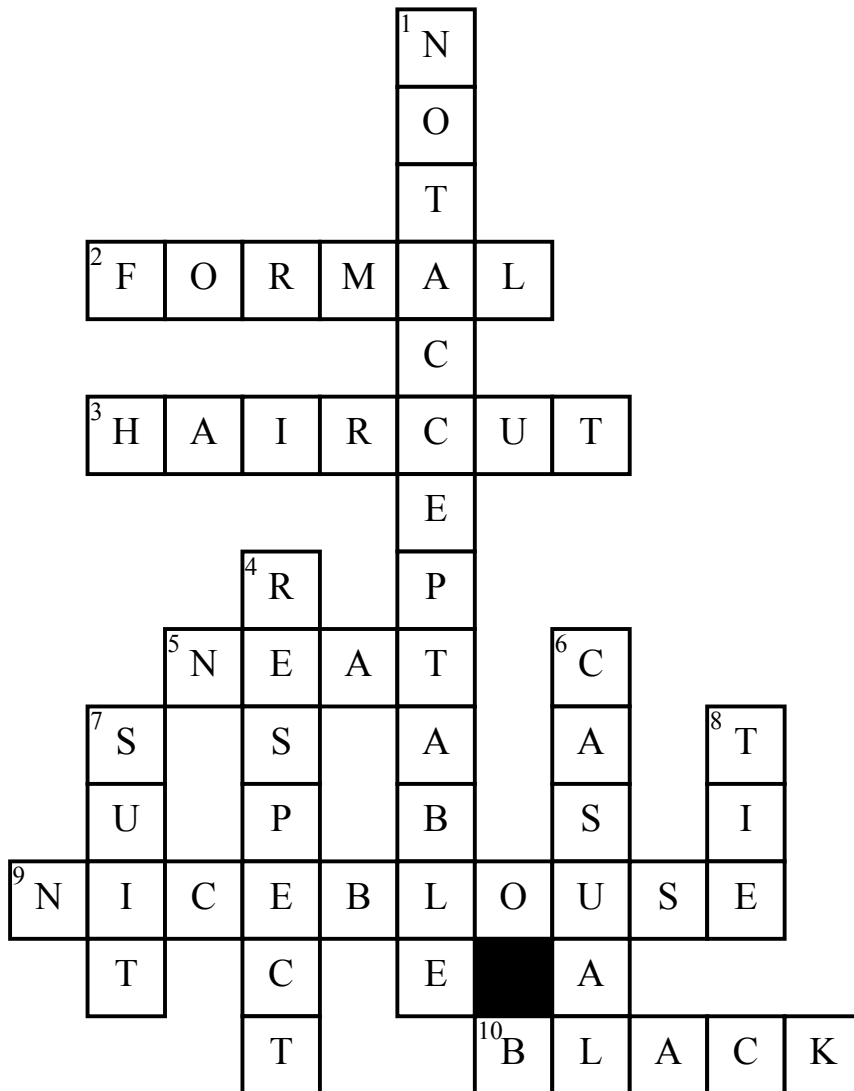 1 N
O
T
2 F O R M A L
C
3 H A I R C U T
E
4 R P
5 N E A T 6 C
7 S S A A 8 T
U P B S I
9 N I C E B L O U S E
T C E A
T 10 B L A C K